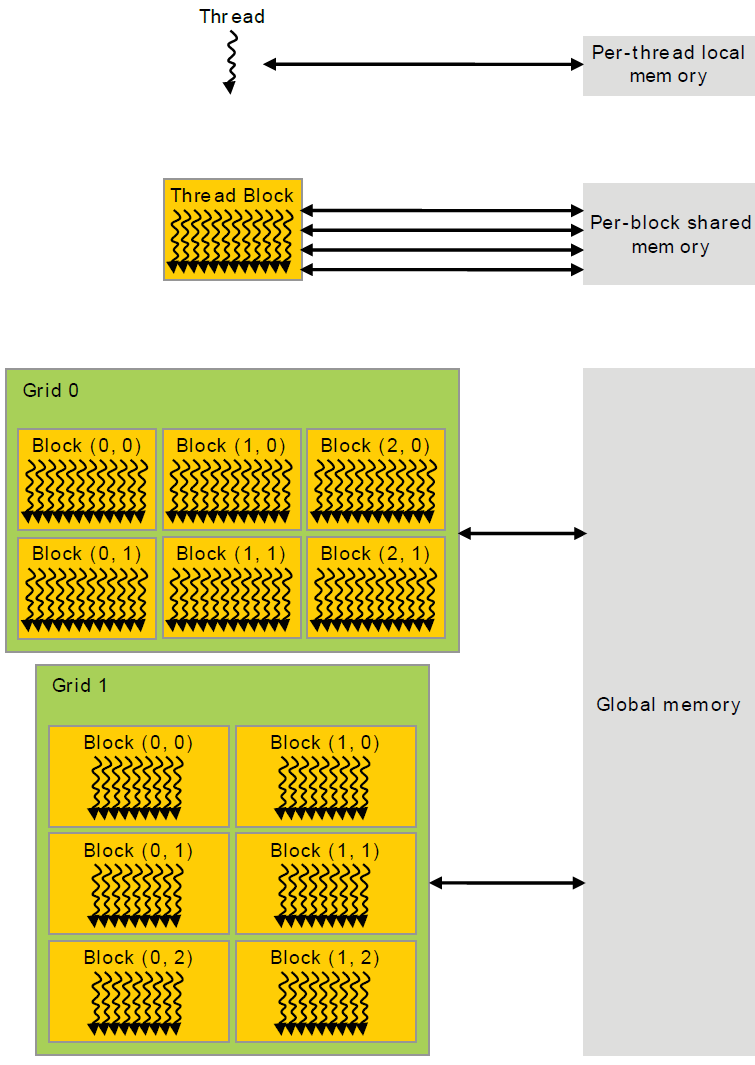 Thread
Per-thread local
memory
Thread Block
Per-block shared
memory
Grid 0
Block (0, 0)
Block (1, 0)
Block (2, 0)
Block (0, 1)
Block (1, 1)
Block (2, 1)
Global memory
Grid 1
Block (0, 0)
Block (1, 0)
Block (0, 1)
Block (1, 1)
Block (0, 2)
Block (1, 2)